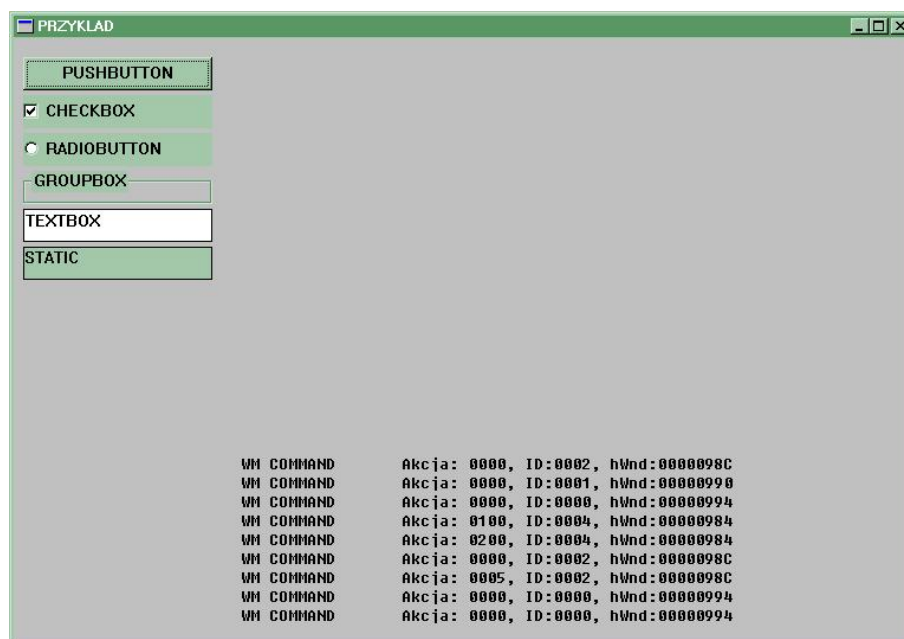 PRZYKLAD
PUSHBUTTON
CHECKBOX
RADIOBUTTON
GROUPBOX
TEXTBOX
STATIC
WM COMMAND Akcja: 0000, ID:0002, hWnd:0000098C
WM COMMAND Akcja: 0000, ID:0001, hWnd:00000990
WM COMMAND Akcja: 0000, ID:0000, hWnd:00000994
WM COMMAND Akcja: 0100, ID:0004, hWnd:00000984
WM COMMAND Akcja: 0200, ID:0004, hWnd:00000984
WM COMMAND Akcja: 0000, ID:0002, hWnd:0000098C
WM COMMAND Akcja: 0005, ID:0002, hWnd:0000098C
WM COMMAND Akcja: 0000, ID:0000, hWnd:00000994
WM COMMAND Akcja: 0000, ID:0000, hWnd:00000994